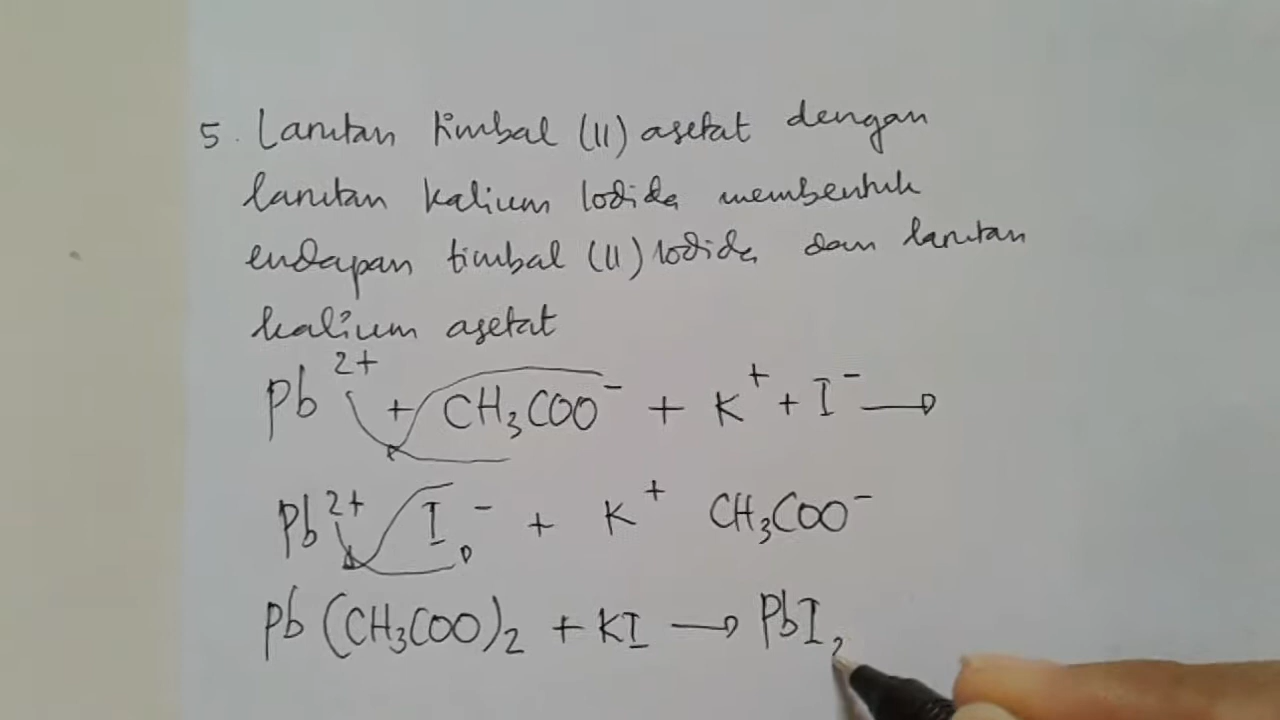 5. Larutan timbal (II) asetat dengan
larutan kalium Iodida membentuk
endapan timbal (II) Iodida dan larutan
kalium asetat
Pb²⁺ + CH₃COO⁻ + K⁺ + I⁻ →
Pb²⁺ I⁻ + K⁺ CH₃COO⁻
Pb(CH₃COO)₂ + KI → PbI₂